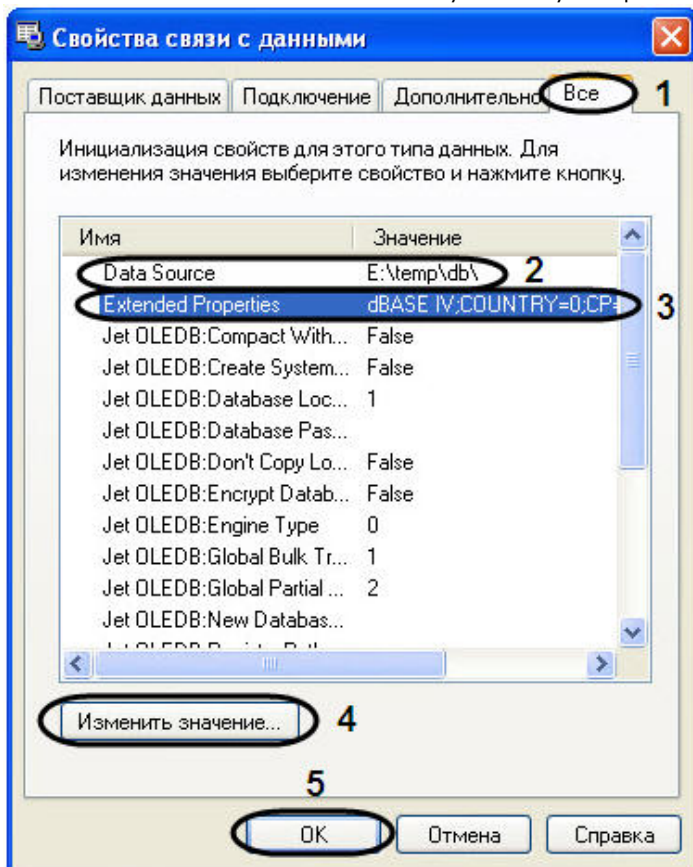 Свойства связи с данными
Поставщик данных Подключение Дополнительно Все 1
Инициализация свойств для этого типа данных. Для
изменения значения выберите свойство и нажмите кнопку.
Имя Значение
Data Source E:\temp\db\ 2
Extended Properties dBASE IV;COUNTRY=0;CP= 3
Jet OLEDB:Compact With... False
Jet OLEDB:Create System... False
Jet OLEDB:Database Loc... 1
Jet OLEDB:Database Pas...
Jet OLEDB:Don't Copy Lo... False
Jet OLEDB:Encrypt Datab... False
Jet OLEDB:Engine Type 0
Jet OLEDB:Global Bulk Tr... 1
Jet OLEDB:Global Partial ... 2
Jet OLEDB:New Databas...
Изменить значение... 4
5
OK Отмена Справка